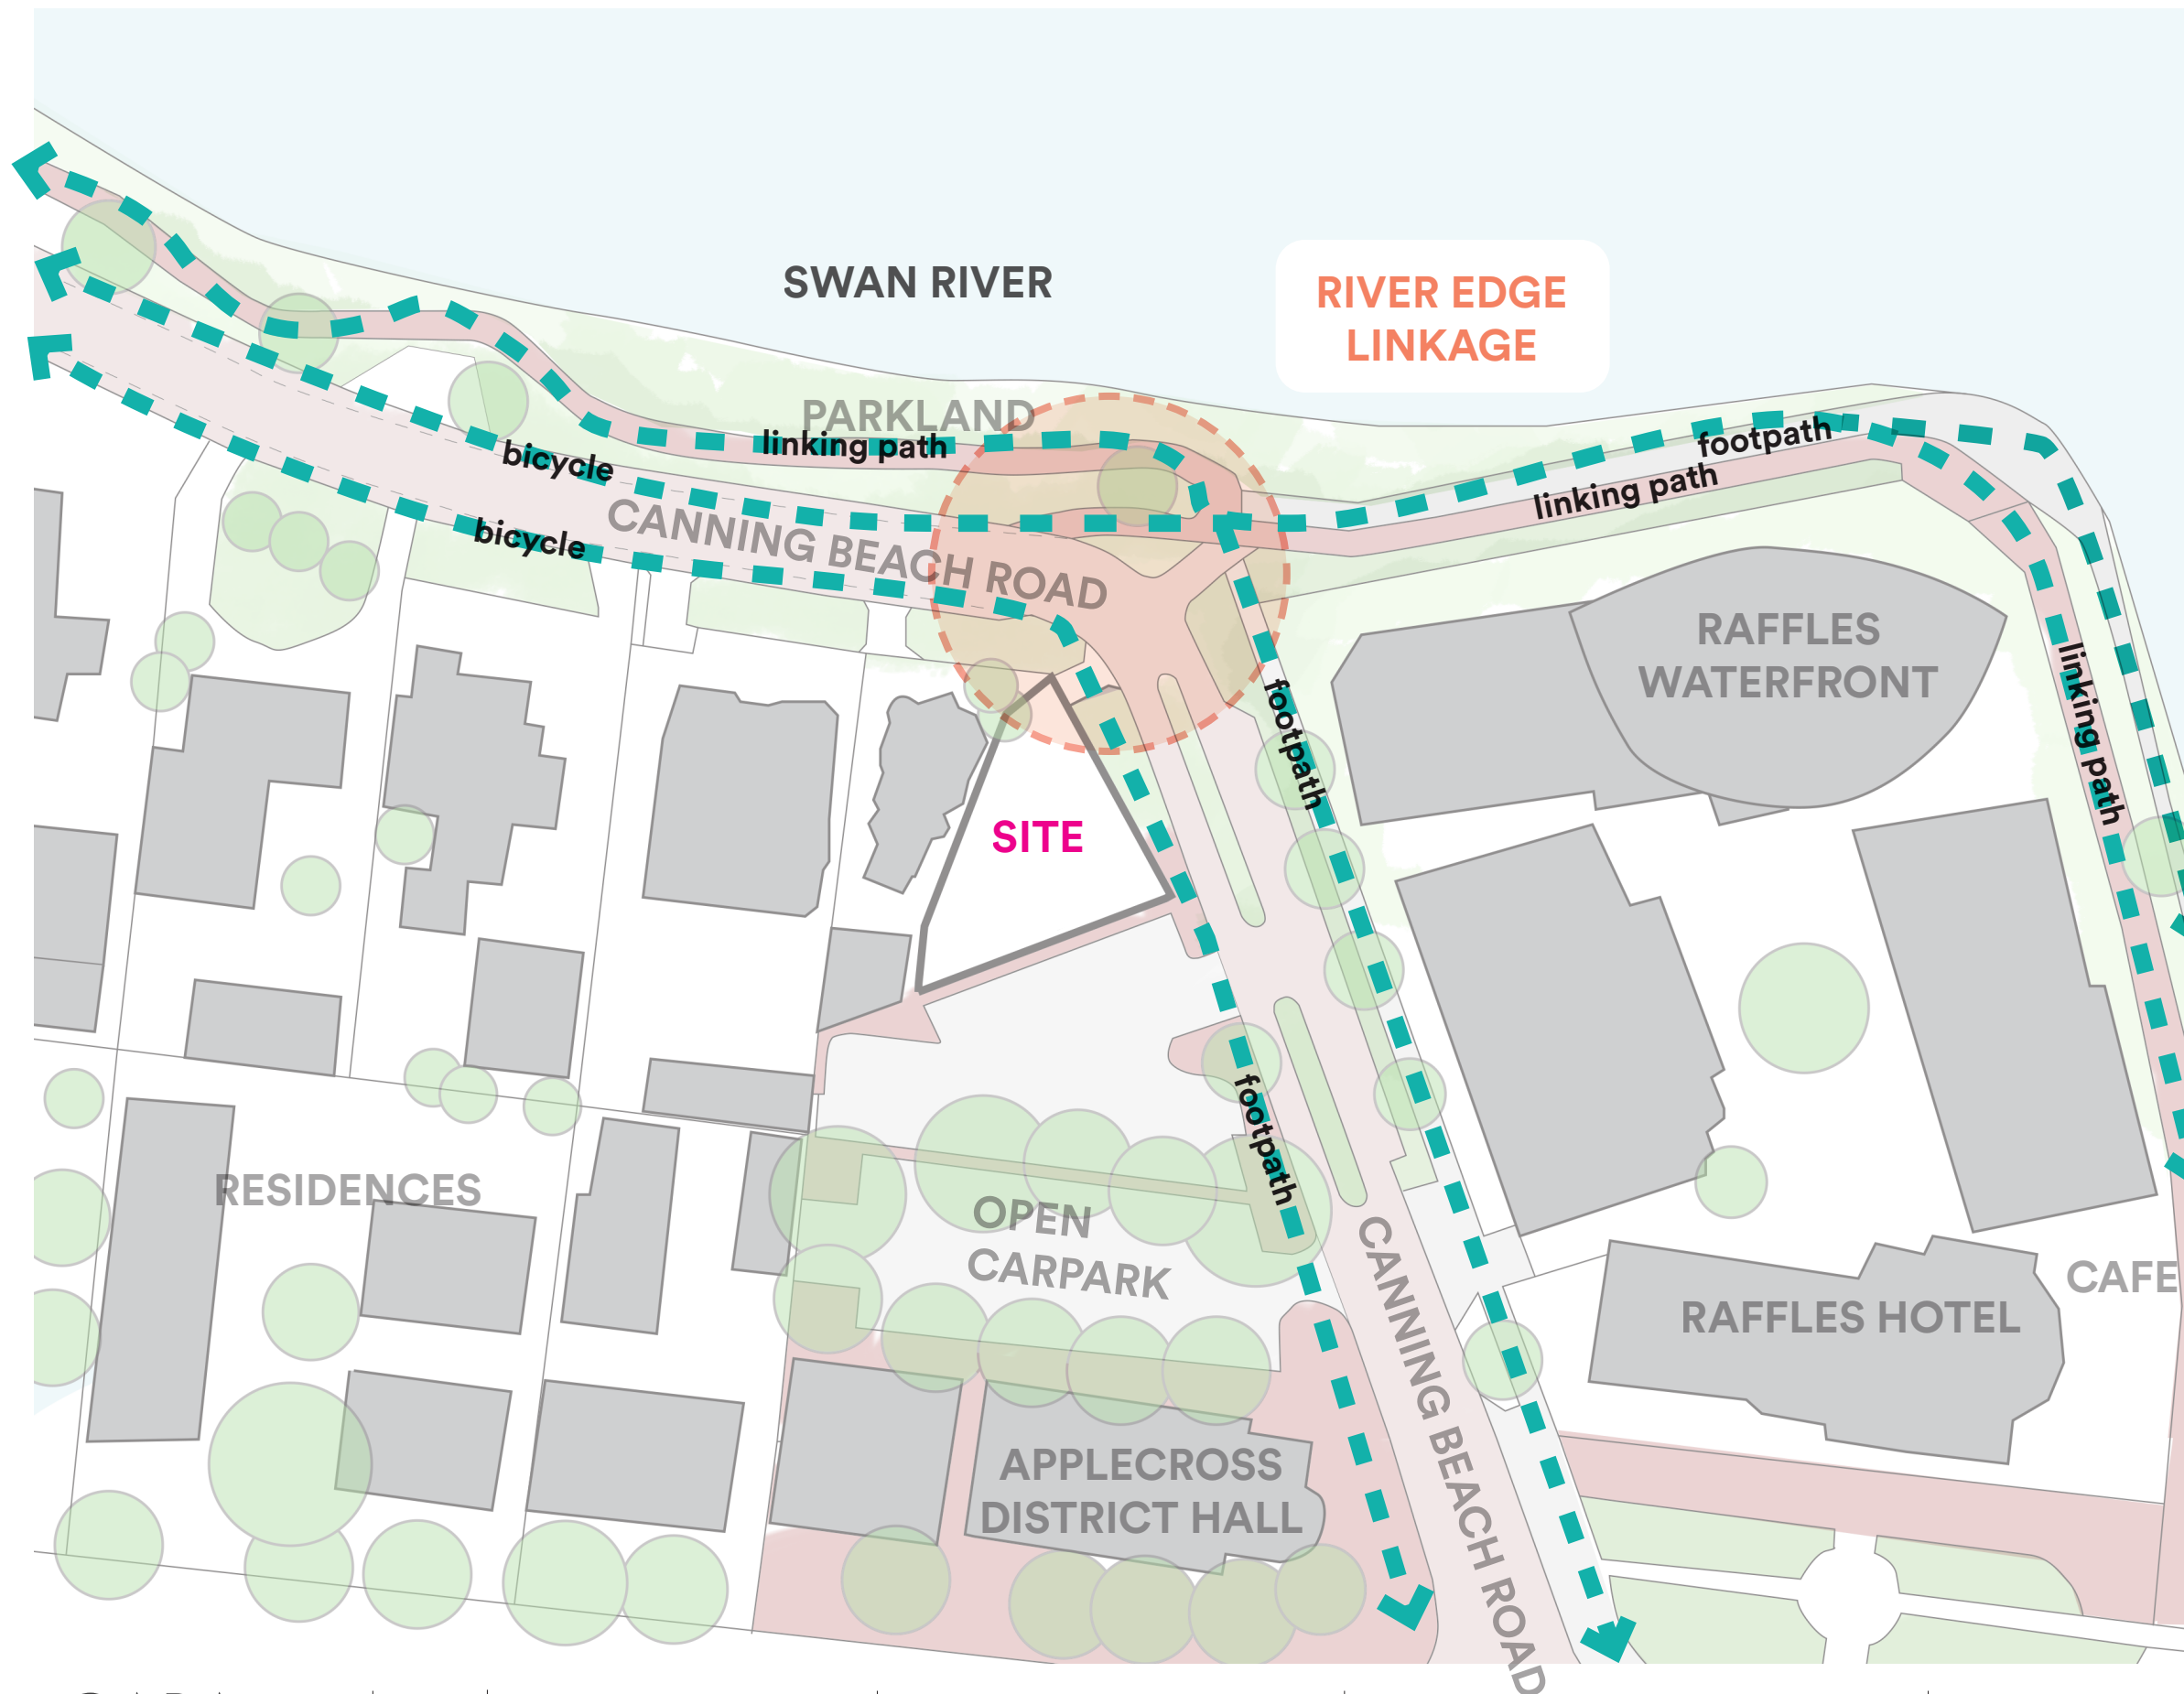 SWAN RIVER
RIVER EDGE
LINKAGE
PARKLAND
linking path
footpath
bicycle
linking path
CANNING BEACH ROAD
bicycle
RAFFLES
WATERFRONT
linking path
footpath
SITE
footpath
RESIDENCES
OPEN
CARPARK
CANNING BEACH ROAD
CAFE
RAFFLES HOTEL
APPLECROSS
DISTRICT HALL